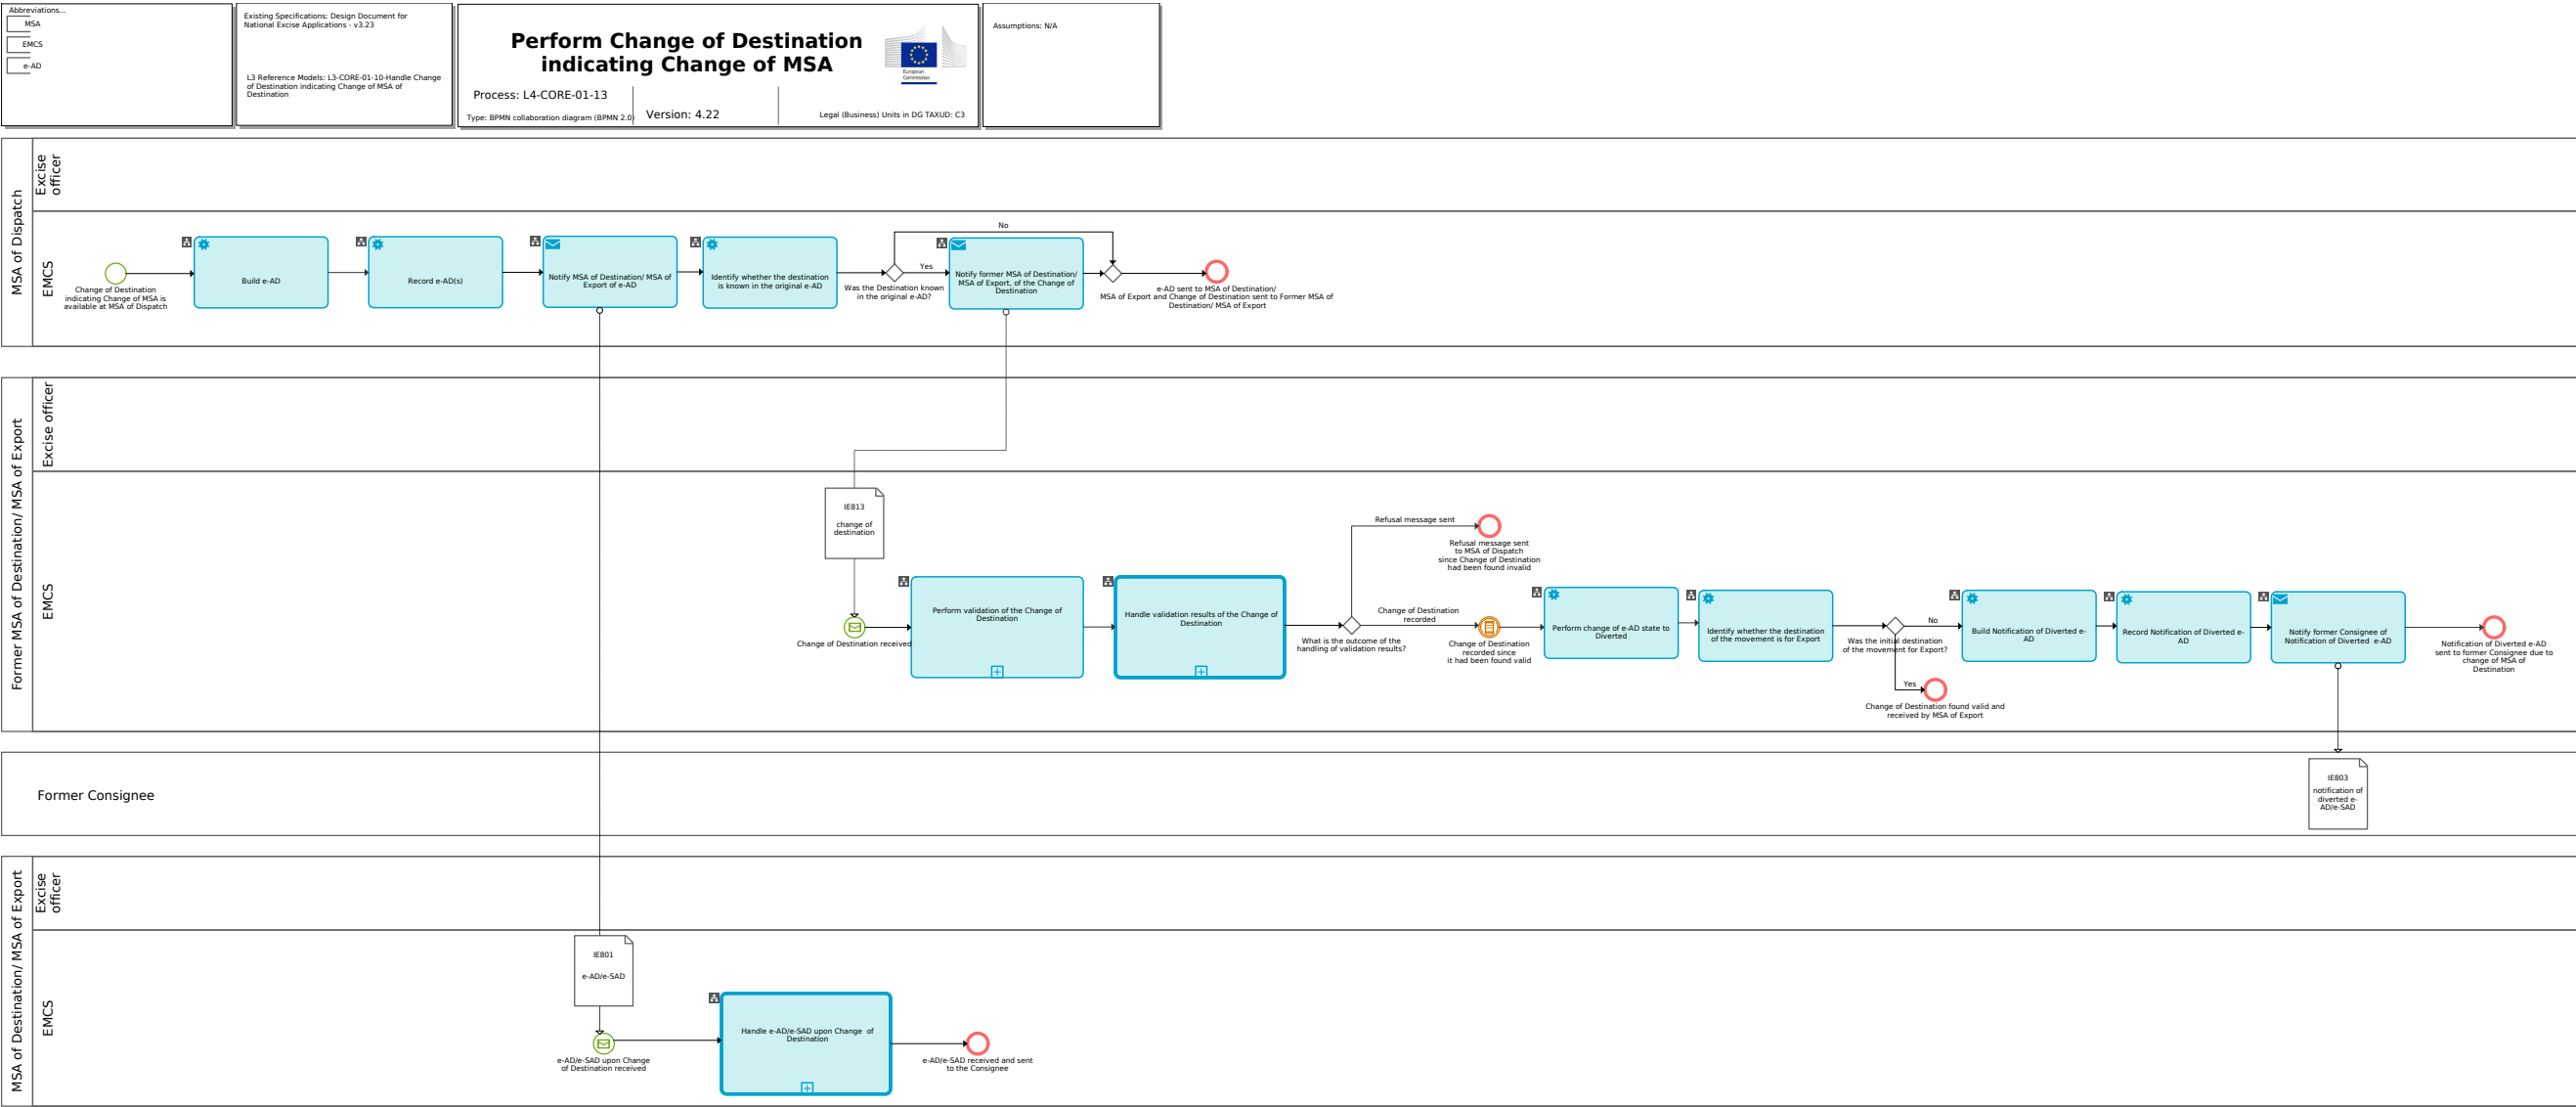 Abbreviations...
MSA
EMCS
e-AD
Existing Specifications: Design Document for
National Excise Applications - v3.23
L3 Reference Models: L3-CORE-01-10-Handle Change
of Destination indicating Change of MSA of
Destination
Perform Change of Destination
indicating Change of MSA
European
Commission
Process: L4-CORE-01-13
Type: BPMN collaboration diagram (BPMN 2.0)
Version: 4.22
Legal (Business) Units in DG TAXUD: C3
Assumptions: N/A
MSA of Dispatch
Excise
officer
EMCS
Change of Destination
indicating Change of MSA is
available at MSA of Dispatch
Build e-AD
Record e-AD(s)
Notify MSA of Destination/ MSA of
Export of e-AD
Identify whether the destination
is known in the original e-AD
Was the Destination known
in the original e-AD?
No
Yes
Notify former MSA of Destination/
MSA of Export, of the Change of
Destination
e-AD sent to MSA of Destination/
MSA of Export and Change of Destination sent to Former MSA of
Destination/ MSA of Export
Former MSA of Destination/ MSA of Export
Excise officer
EMCS
IE813
change of
destination
Change of Destination received
Perform validation of the Change of
Destination
Handle validation results of the Change of
Destination
What is the outcome of the
handling of validation results?
Refusal message sent
Refusal message sent
to MSA of Dispatch
since Change of Destination
had been found invalid
Change of Destination
recorded
Change of Destination
recorded since
it had been found valid
Perform change of e-AD state to
Diverted
Identify whether the destination
of the movement is for Export
Was the initial destination
of the movement for Export?
No
Yes
Change of Destination found valid and
received by MSA of Export
Build Notification of Diverted e-
AD
Record Notification of Diverted e-
AD
Notify former Consignee of
Notification of Diverted e-AD
Notification of Diverted e-AD
sent to former Consignee due to
change of MSA of
Destination
Former Consignee
IE803
notification of
diverted e-
AD/e-SAD
MSA of Destination/ MSA of Export
Excise
officer
EMCS
IE801
e-AD/e-SAD
e-AD/e-SAD upon Change
of Destination received
Handle e-AD/e-SAD upon Change of
Destination
e-AD/e-SAD received and sent
to the Consignee